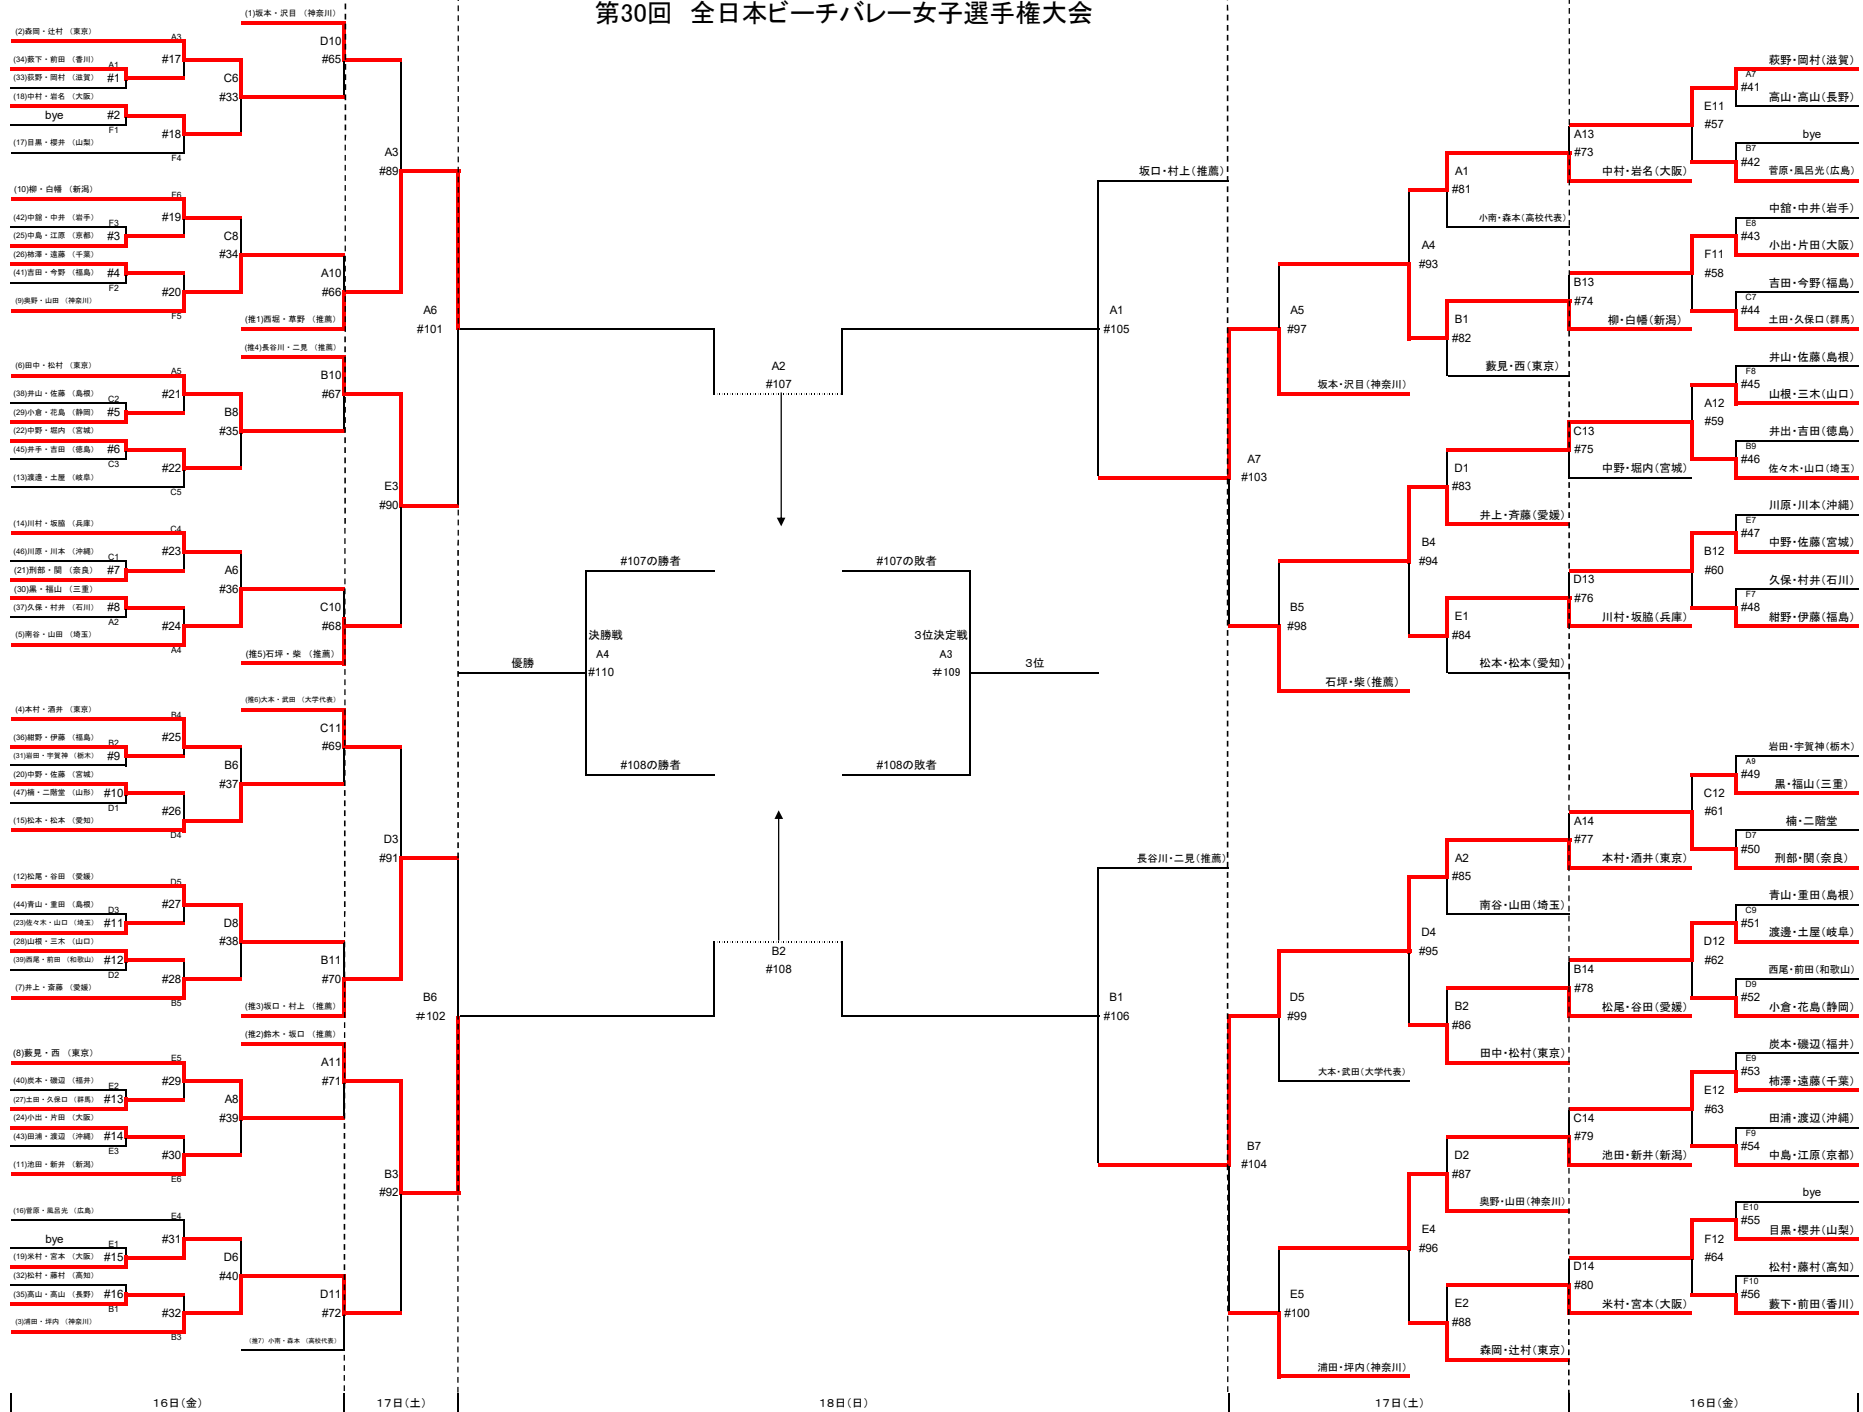 第30回 全日本ビーチバレー女子選手権大会
(1)坂本・沢目 （神奈川）
(2)森岡・辻村 （東京）
A3
D10
#65
(34)藪下・前田 （香川）
A1
#17
(33)荻野・岡村 （滋賀）
#1
C6
#33
(18)中村・岩名 （大阪）
bye
#2
F1
#18
(17)目黒・櫻井 （山梨）
F4
A3
#89
(10)柳・白幡 （新潟）
F6
(42)中舘・中井 （岩手）
F3
#19
(25)中島・江原 （京都）
#3
C8
#34
(26)柿澤・遠藤 （千葉）
(41)吉田・今野 （福島）
#4
F2
A10
#66
#20
(9)奥野・山田 （神奈川）
F5
(推1)西堀・草野 （推薦）
A6
#101
(推4)長谷川・二見 （推薦）
(6)田中・松村 （東京）
A5
B10
#67
(38)井山・佐藤 （島根）
C2
#21
(29)小倉・花島 （静岡）
#5
B8
#35
(22)中野・堀内 （宮城）
(45)井手・吉田 （徳島）
#6
C3
#22
(13)渡邊・土屋 （岐阜）
C5
E3
#90
(14)川村・坂脇 （兵庫）
C4
(46)川原・川本 （沖縄）
C1
#23
(21)刑部・関 （奈良）
#7
A6
#36
(30)黒・福山 （三重）
(37)久保・村井 （石川）
#8
A2
C10
#68
#24
(5)南谷・山田 （埼玉）
A4
(推5)石坪・柴 （推薦）
(推6)大本・武田 （大学代表）
(4)本村・酒井 （東京）
B4
C11
#69
(36)紺野・伊藤 （福島）
B2
#25
(31)岩田・宇賀神 （栃木）
#9
B6
#37
(20)中野・佐藤 （宮城）
(47)楠・二階堂 （山形）
#10
D1
#26
(15)松本・松本 （愛知）
D4
D3
#91
(12)松尾・谷田 （愛媛）
D5
(44)青山・重田 （島根）
D3
#27
(23)佐々木・山口 （埼玉）
#11
D8
#38
(28)山根・三木 （山口）
(39)西尾・前田 （和歌山）
#12
D2
B11
#70
#28
(7)井上・斎藤 （愛媛）
B5
(推3)坂口・村上 （推薦）
B6
＃102
(推2)鈴木・坂口 （推薦）
(8)藪見・西 （東京）
E5
A11
#71
(40)炭本・磯辺 （福井）
E2
#29
(27)土田・久保口 （群馬）
#13
A8
#39
(24)小出・片田 （大阪）
(43)田浦・渡辺 （沖縄）
#14
E3
#30
(11)池田・新井 （新潟）
E6
B3
#92
(16)菅原・風呂光 （広島）
E4
bye
E1
#31
(19)米村・宮本 （大阪）
#15
D6
#40
(32)松村・藤村 （高知）
(35)高山・高山 （長野）
#16
B1
D11
#72
#32
(3)浦田・坪内 （神奈川）
B3
（推7）小南・森本 （高校代表）
A2
#107
#107の勝者
#107の敗者
決勝戦
A4
#110
優勝
3位決定戦
A3
＃109
3位
#108の勝者
#108の敗者
B2
#108
坂口・村上（推薦）
A1
#105
長谷川・二見（推薦）
B1
#106
A7
#103
B7
#104
A5
#97
坂本・沢目（神奈川）
B5
#98
石坪・柴（推薦）
D5
#99
大本・武田（大学代表）
E5
#100
浦田・坪内（神奈川）
A4
#93
B4
#94
D4
#95
E4
#96
A1
#81
小南・森本（高校代表）
B1
#82
藪見・西（東京）
D1
#83
井上・斉藤（愛媛）
E1
#84
松本・松本（愛知）
A2
#85
南谷・山田（埼玉）
B2
#86
田中・松村（東京）
D2
#87
奥野・山田（神奈川）
E2
#88
森岡・辻村（東京）
A13
#73
中村・岩名（大阪）
B13
#74
柳・白幡（新潟）
C13
#75
中野・堀内（宮城）
D13
#76
川村・坂脇（兵庫）
A14
#77
本村・酒井（東京）
B14
#78
松尾・谷田（愛媛）
C14
#79
池田・新井（新潟）
D14
#80
米村・宮本（大阪）
E11
#57
F11
#58
A12
#59
B12
#60
C12
#61
D12
#62
E12
#63
F12
#64
萩野・岡村（滋賀）
A7
#41
高山・高山（長野）
bye
B7
#42
菅原・風呂光（広島）
中舘・中井（岩手）
E8
#43
小出・片田（大阪）
吉田・今野（福島）
C7
#44
土田・久保口（群馬）
井山・佐藤（島根）
F8
#45
山根・三木（山口）
井出・吉田（徳島）
B9
#46
佐々木・山口（埼玉）
川原・川本（沖縄）
E7
#47
中野・佐藤（宮城）
久保・村井（石川）
F7
#48
紺野・伊藤（福島）
岩田・宇賀神（栃木）
A9
#49
黒・福山（三重）
楠・二階堂
D7
#50
刑部・関（奈良）
青山・重田（島根）
C9
#51
渡邊・土屋（岐阜）
西尾・前田（和歌山）
D9
#52
小倉・花島（静岡）
炭本・磯辺（福井）
E9
#53
柿澤・遠藤（千葉）
田浦・渡辺（沖縄）
F9
#54
中島・江原（京都）
bye
E10
#55
目黒・櫻井（山梨）
松村・藤村（高知）
F10
#56
藪下・前田（香川）
16日（金）
17日（土）
18日（日）
17日（土）
16日（金）